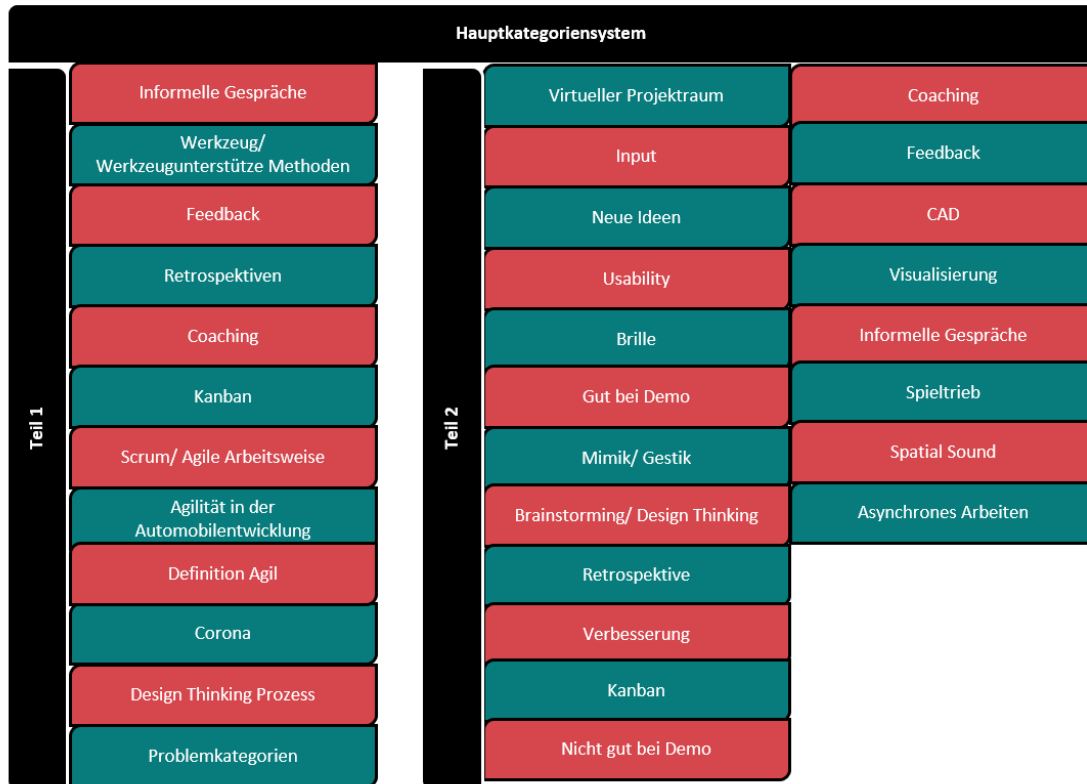 Hauptkategoriensystem
Teil 1
Informelle Gespräche
Werkzeug/
Werkzeugunterstütze Methoden
Feedback
Retrospektiven
Coaching
Kanban
Scrum/ Agile Arbeitsweise
Agilität in der
Automobilentwicklung
Definition Agil
Corona
Design Thinking Prozess
Problemkategorien
Teil 2
Virtueller Projektraum
Input
Neue Ideen
Usability
Brille
Gut bei Demo
Mimik/ Gestik
Brainstorming/ Design Thinking
Retrospektive
Verbesserung
Kanban
Nicht gut bei Demo
Coaching
Feedback
CAD
Visualisierung
Informelle Gespräche
Spieltrieb
Spatial Sound
Asynchrones Arbeiten